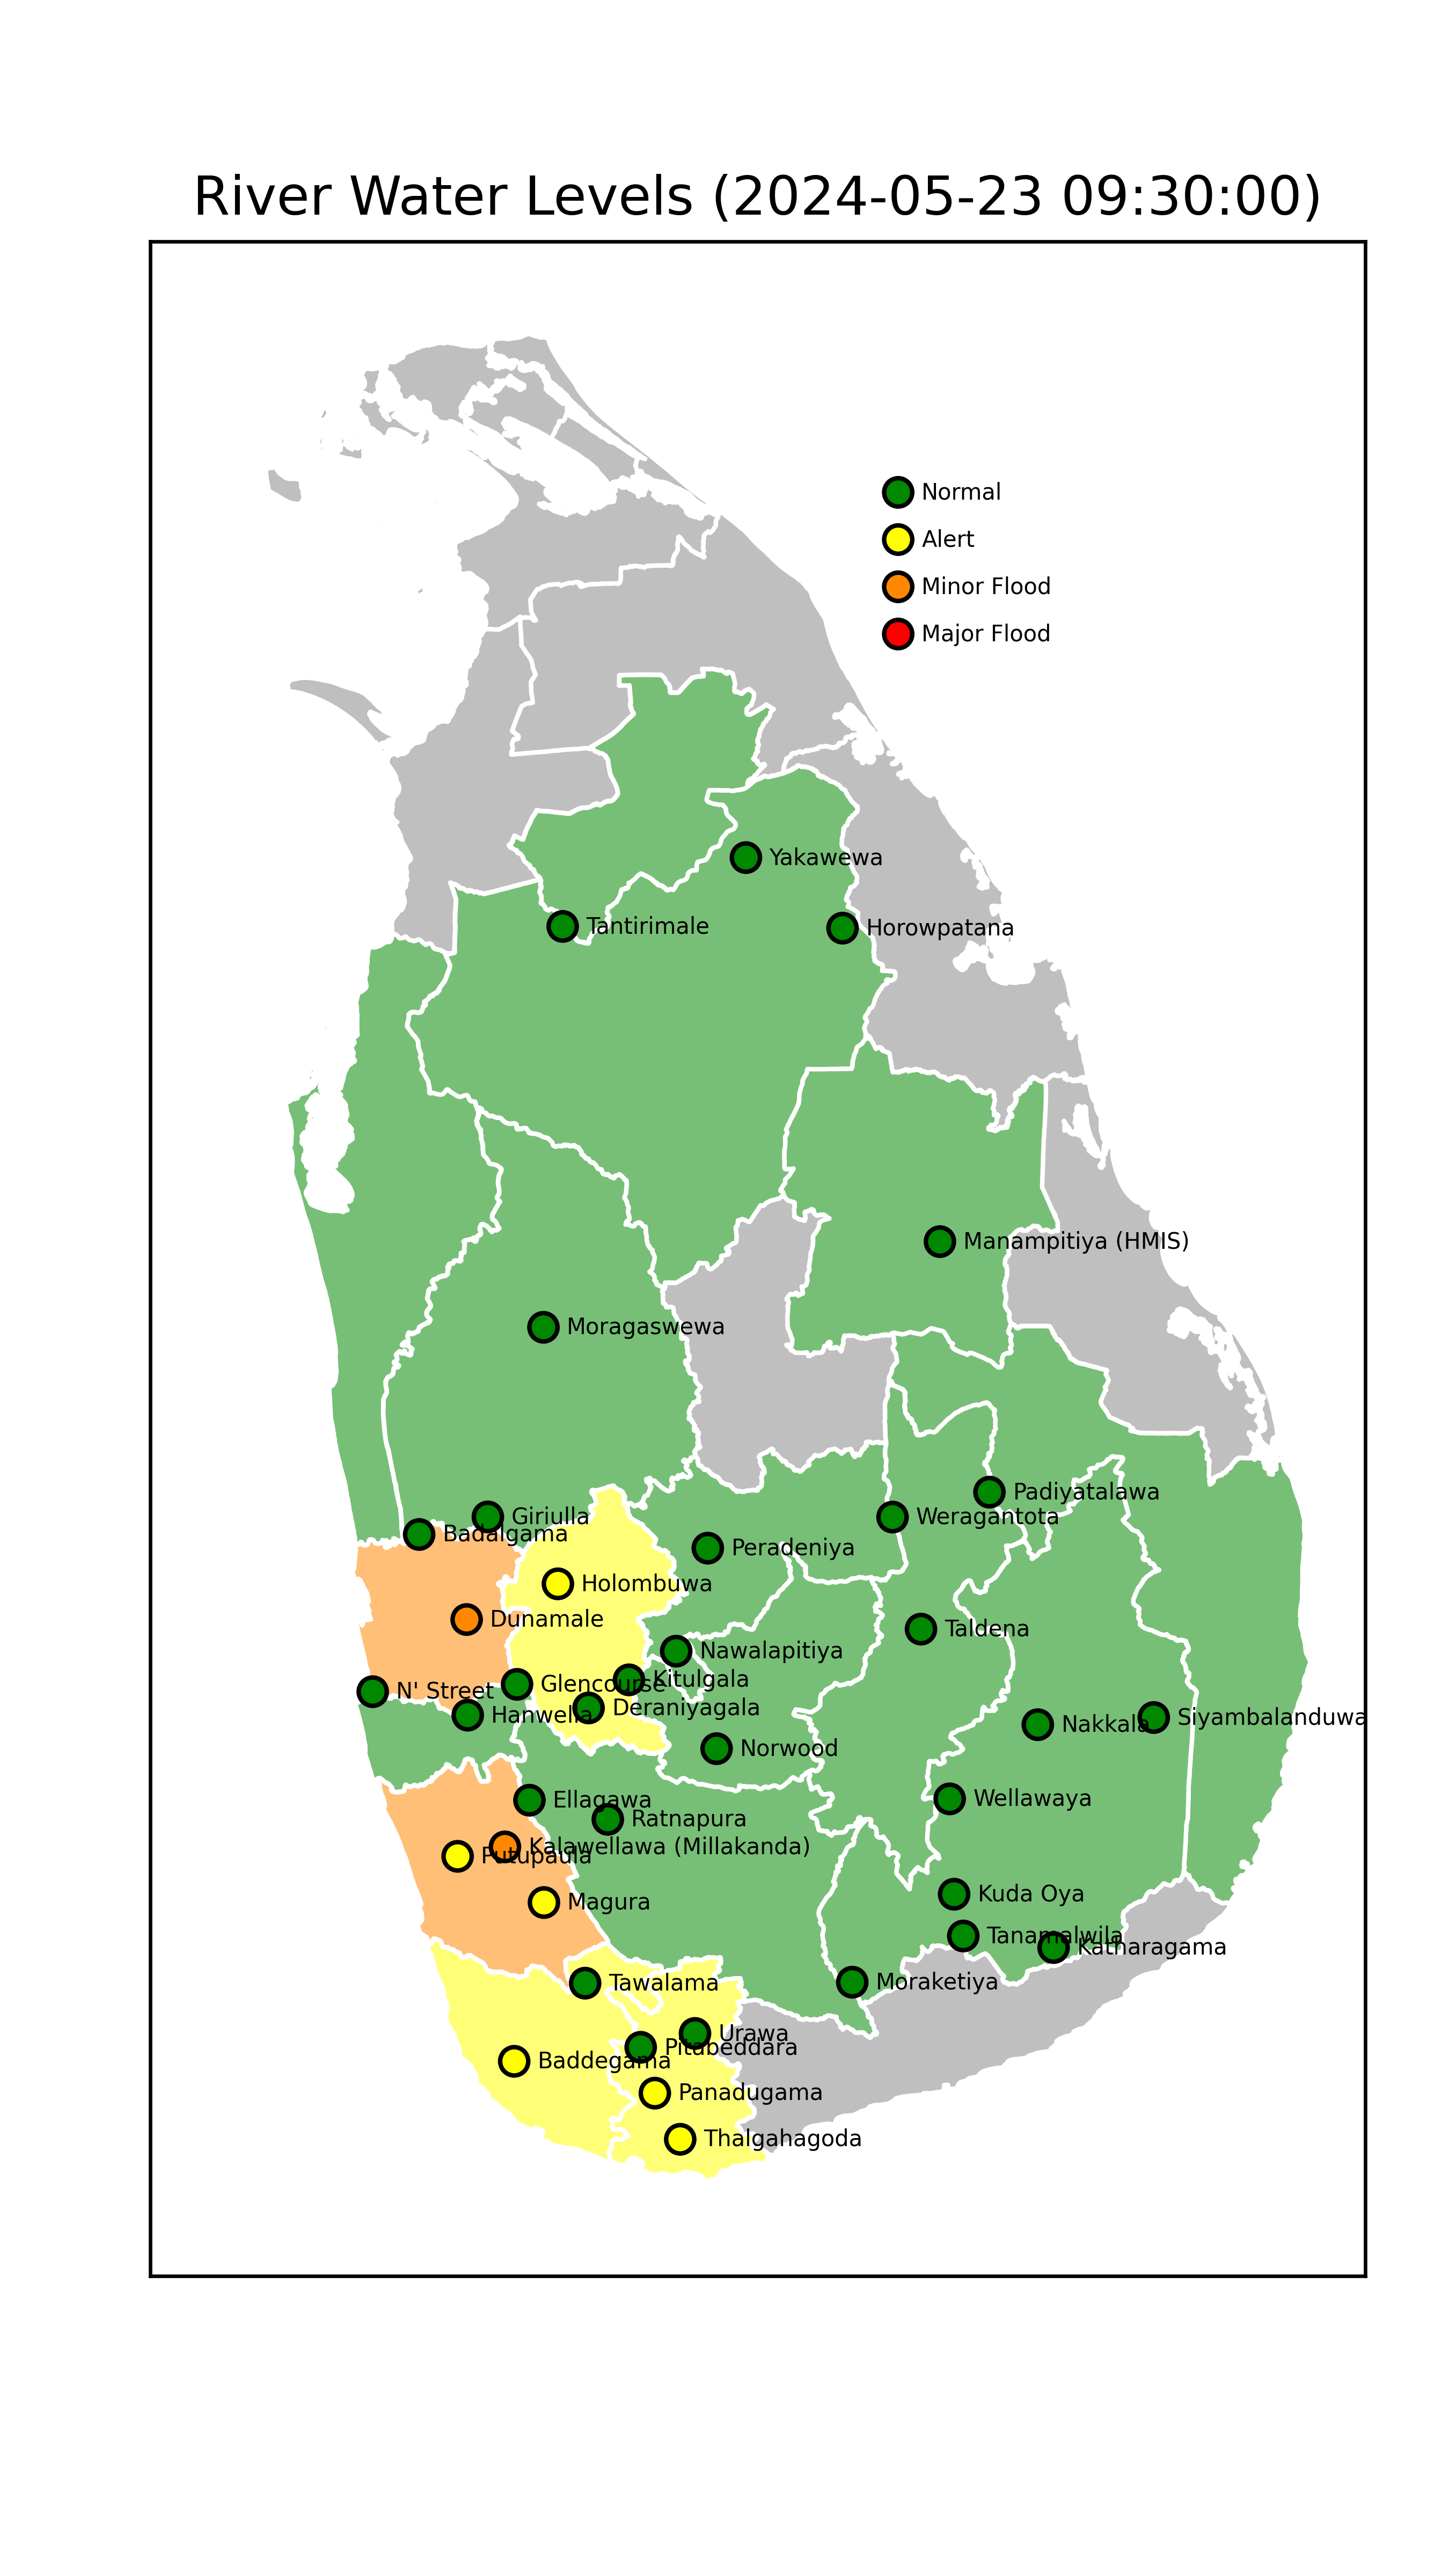 River Water Levels (2024-05-23 09:30:00)
Normal
Alert
Minor Flood
Major Flood
Yakawewa
Tantirimale
Horowpatana
Manampitiya (HMIS)
Moragaswewa
Padiyatalawa
Giriulla
Weragantota
Badalgama
Peradeniya
Holombuwa
Dunamale
Taldena
Nawalapitiya
Kitulgala
Glencourse
N' Street
Deraniyagala
Hanwella
Siyambalanduwa
Nakkala
Norwood
Wellawaya
Ellagawa
Ratnapura
Kalawellawa (Millakanda)
Putupaula
Kuda Oya
Magura
Tanamalwila
Katharagama
Moraketiya
Tawalama
Urawa
Pitabeddara
Baddegama
Panadugama
Thalgahagoda